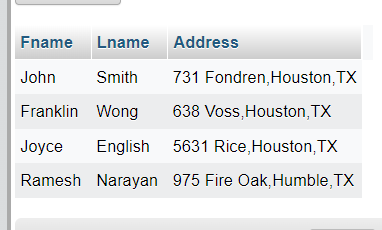 Fname Lname Address
John Smith 731 Fondren,Houston,TX
Franklin Wong 638 Voss,Houston,TX
Joyce English 5631 Rice,Houston,TX
Ramesh Narayan 975 Fire Oak,Humble,TX